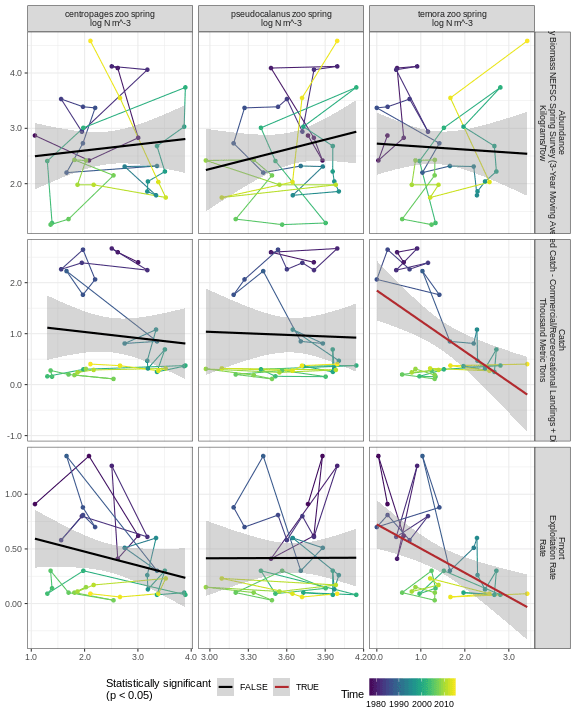 centropages zoo spring
log N m^-3
pseudocalanus zoo spring
log N m^-3
temora zoo spring
log N m^-3
4.0
3.0
2.0
Abundance
y Biomass NEFSC Spring Survey (3-Year Moving Ave
Kilograms/Tow
2.0
1.0
0.0
-1.0
Catch
ed Catch - Commercial/Recreational Landings + D
Thousand Metric Tons
1.00
0.50
0.00
Fmort
Exploitation Rate
Rate
1.0 2.0 3.0 4.0
3.00 3.30 3.60 3.90 4.20
0.0 1.0 2.0 3.0
Statistically significant
(p < 0.05)
FALSE TRUE
Time
1980 1990 2000 2010